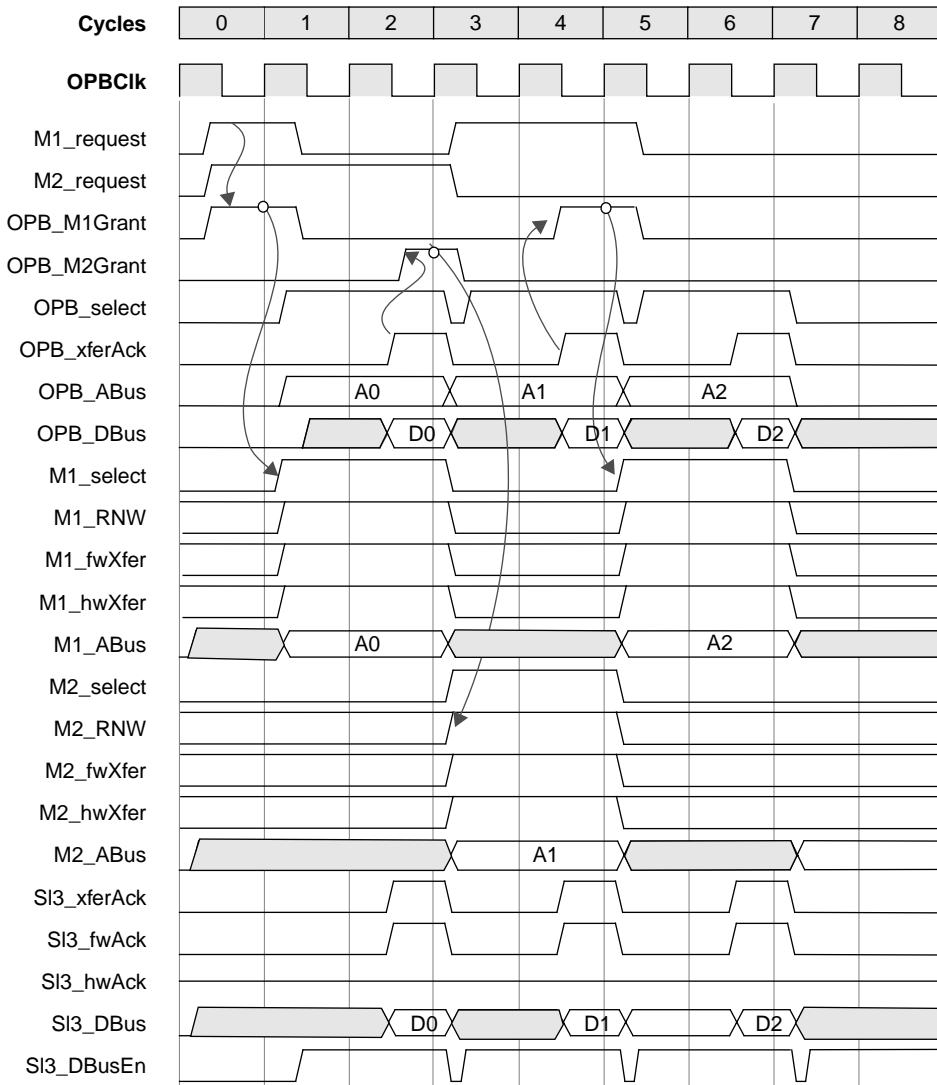 Cycles 0 1 2 3 4 5 6 7 8
OPBClk
M1_request
M2_request
OPB_M1Grant
OPB_M2Grant
OPB_select
OPB_xferAck
OPB_ABus A0 A1 A2
OPB_DBus D0 D1 D2
M1_select
M1_RNW
M1_fwXfer
M1_hwXfer
M1_ABus A0 A2
M2_select
M2_RNW
M2_fwXfer
M2_hwXfer
M2_ABus A1
Sl3_xferAck
Sl3_fwAck
Sl3_hwAck
Sl3_DBus D0 D1 D2
Sl3_DBusEn